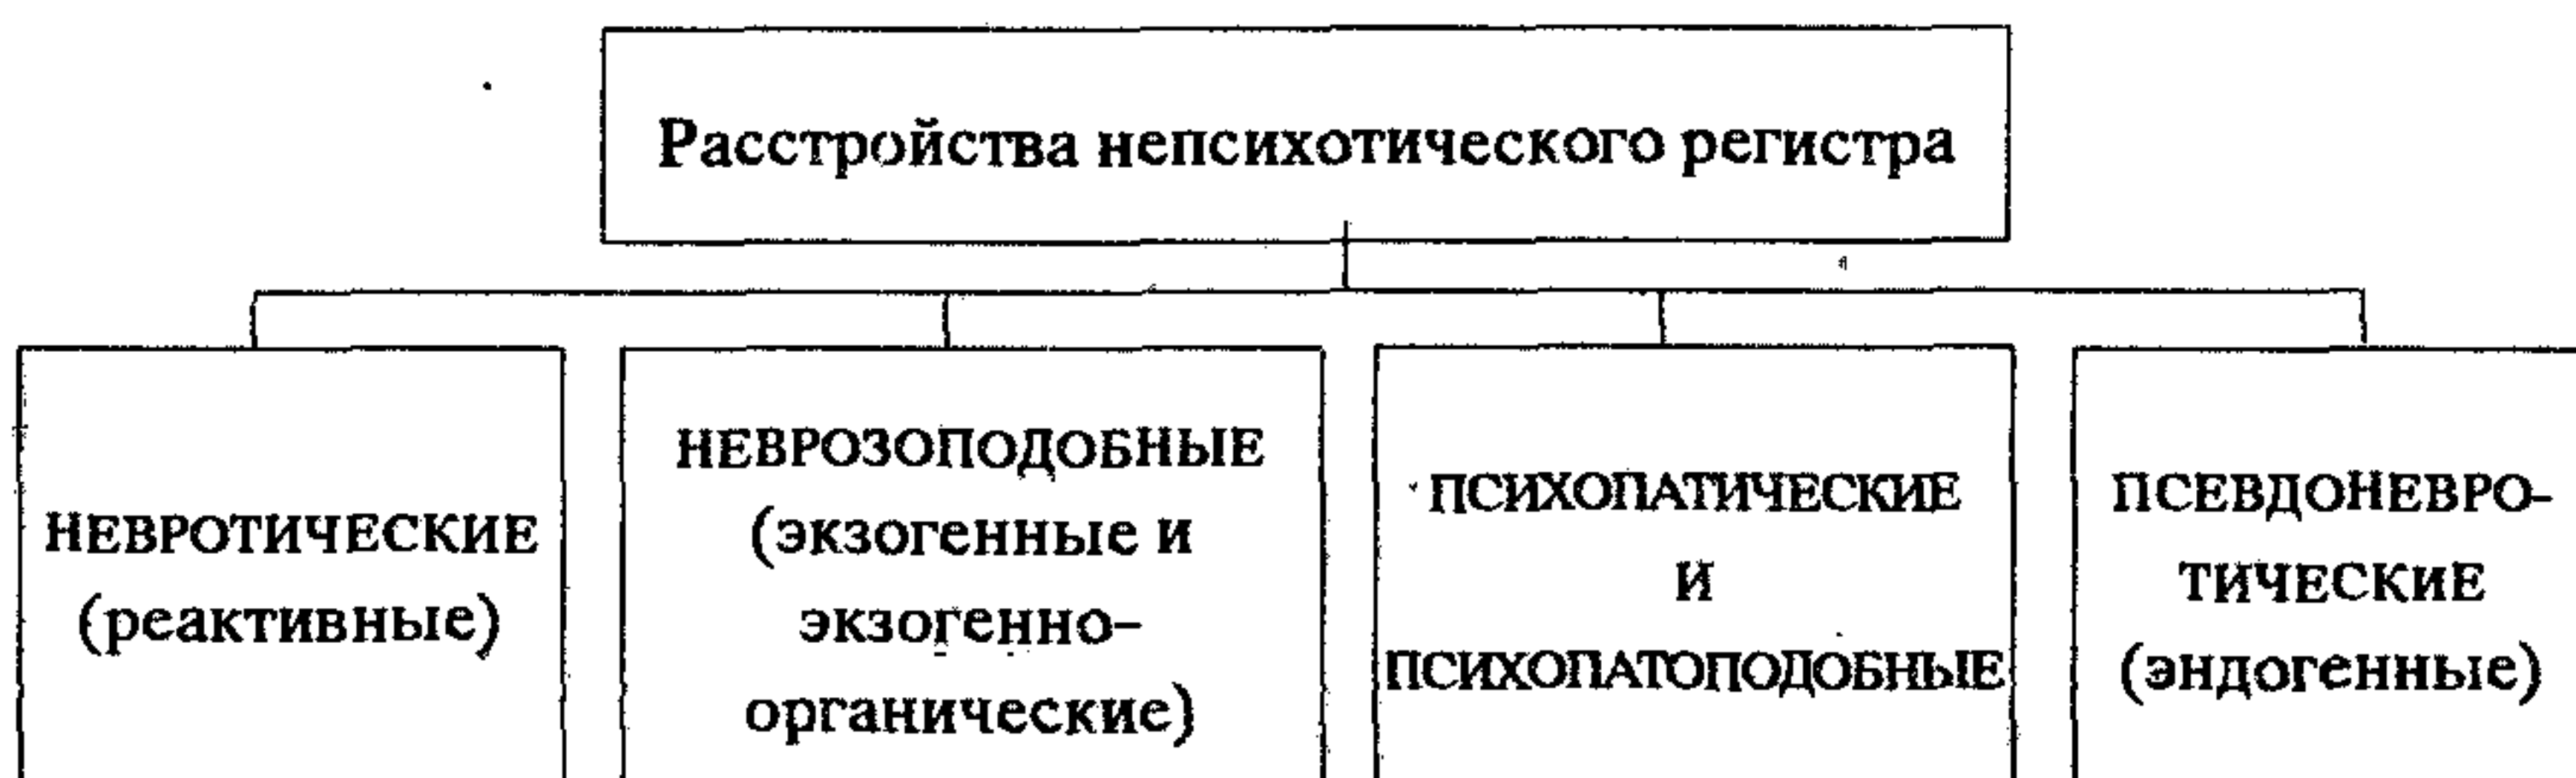 Расстройства непсихотического регистра
НЕВРОТИЧЕСКИЕ
(реактивные)
НЕВРОЗОПОДОБНЫЕ
(экзогенные и
экзогенно-
органические)
ПСИХОПАТИЧЕСКИЕ
И
ПСИХОПАТОПОДОБНЫЕ
ПСЕВДОНЕВРО-
ТИЧЕСКИЕ
(эндогенные)